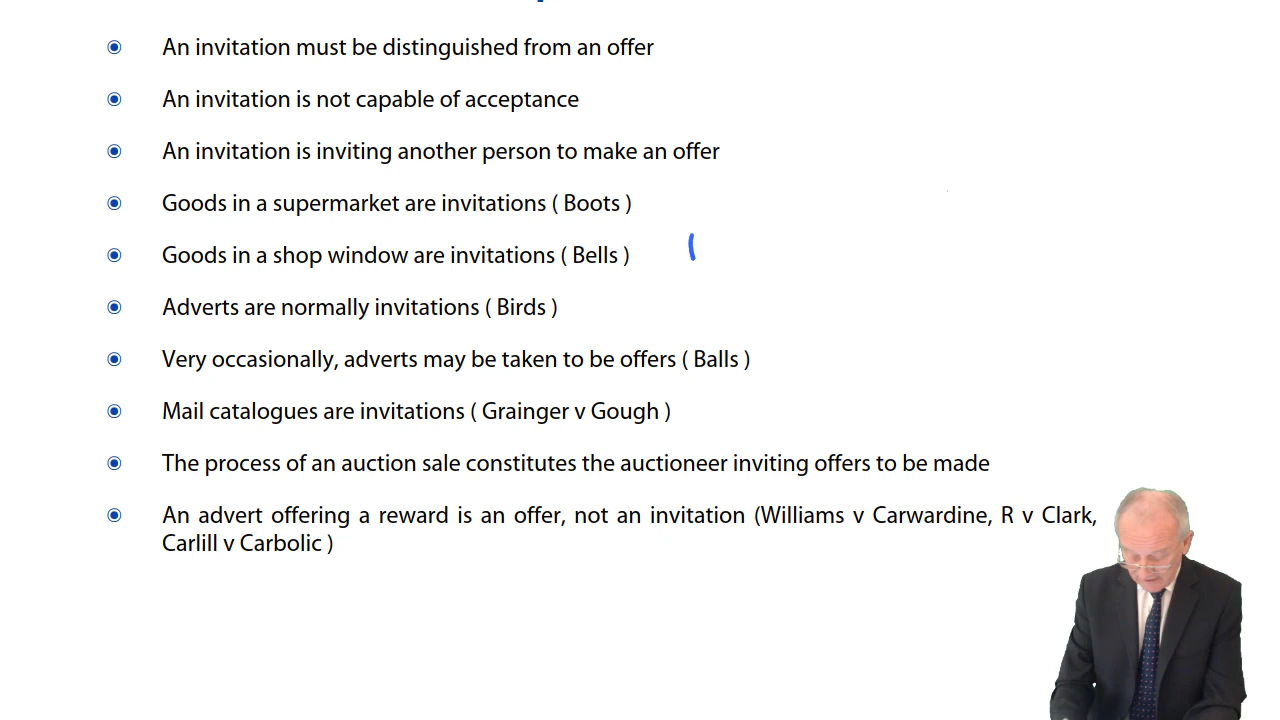 An invitation must be distinguished from an offer
An invitation is not capable of acceptance
An invitation is inviting another person to make an offer
Goods in a supermarket are invitations ( Boots )
Goods in a shop window are invitations ( Bells )
Adverts are normally invitations ( Birds )
Very occasionally, adverts may be taken to be offers ( Balls )
Mail catalogues are invitations ( Grainger v Gough )
The process of an auction sale constitutes the auctioneer inviting offers to be made
An advert offering a reward is an offer, not an invitation (Williams v Carwardine, R v Clark,
Carlill v Carbolic )